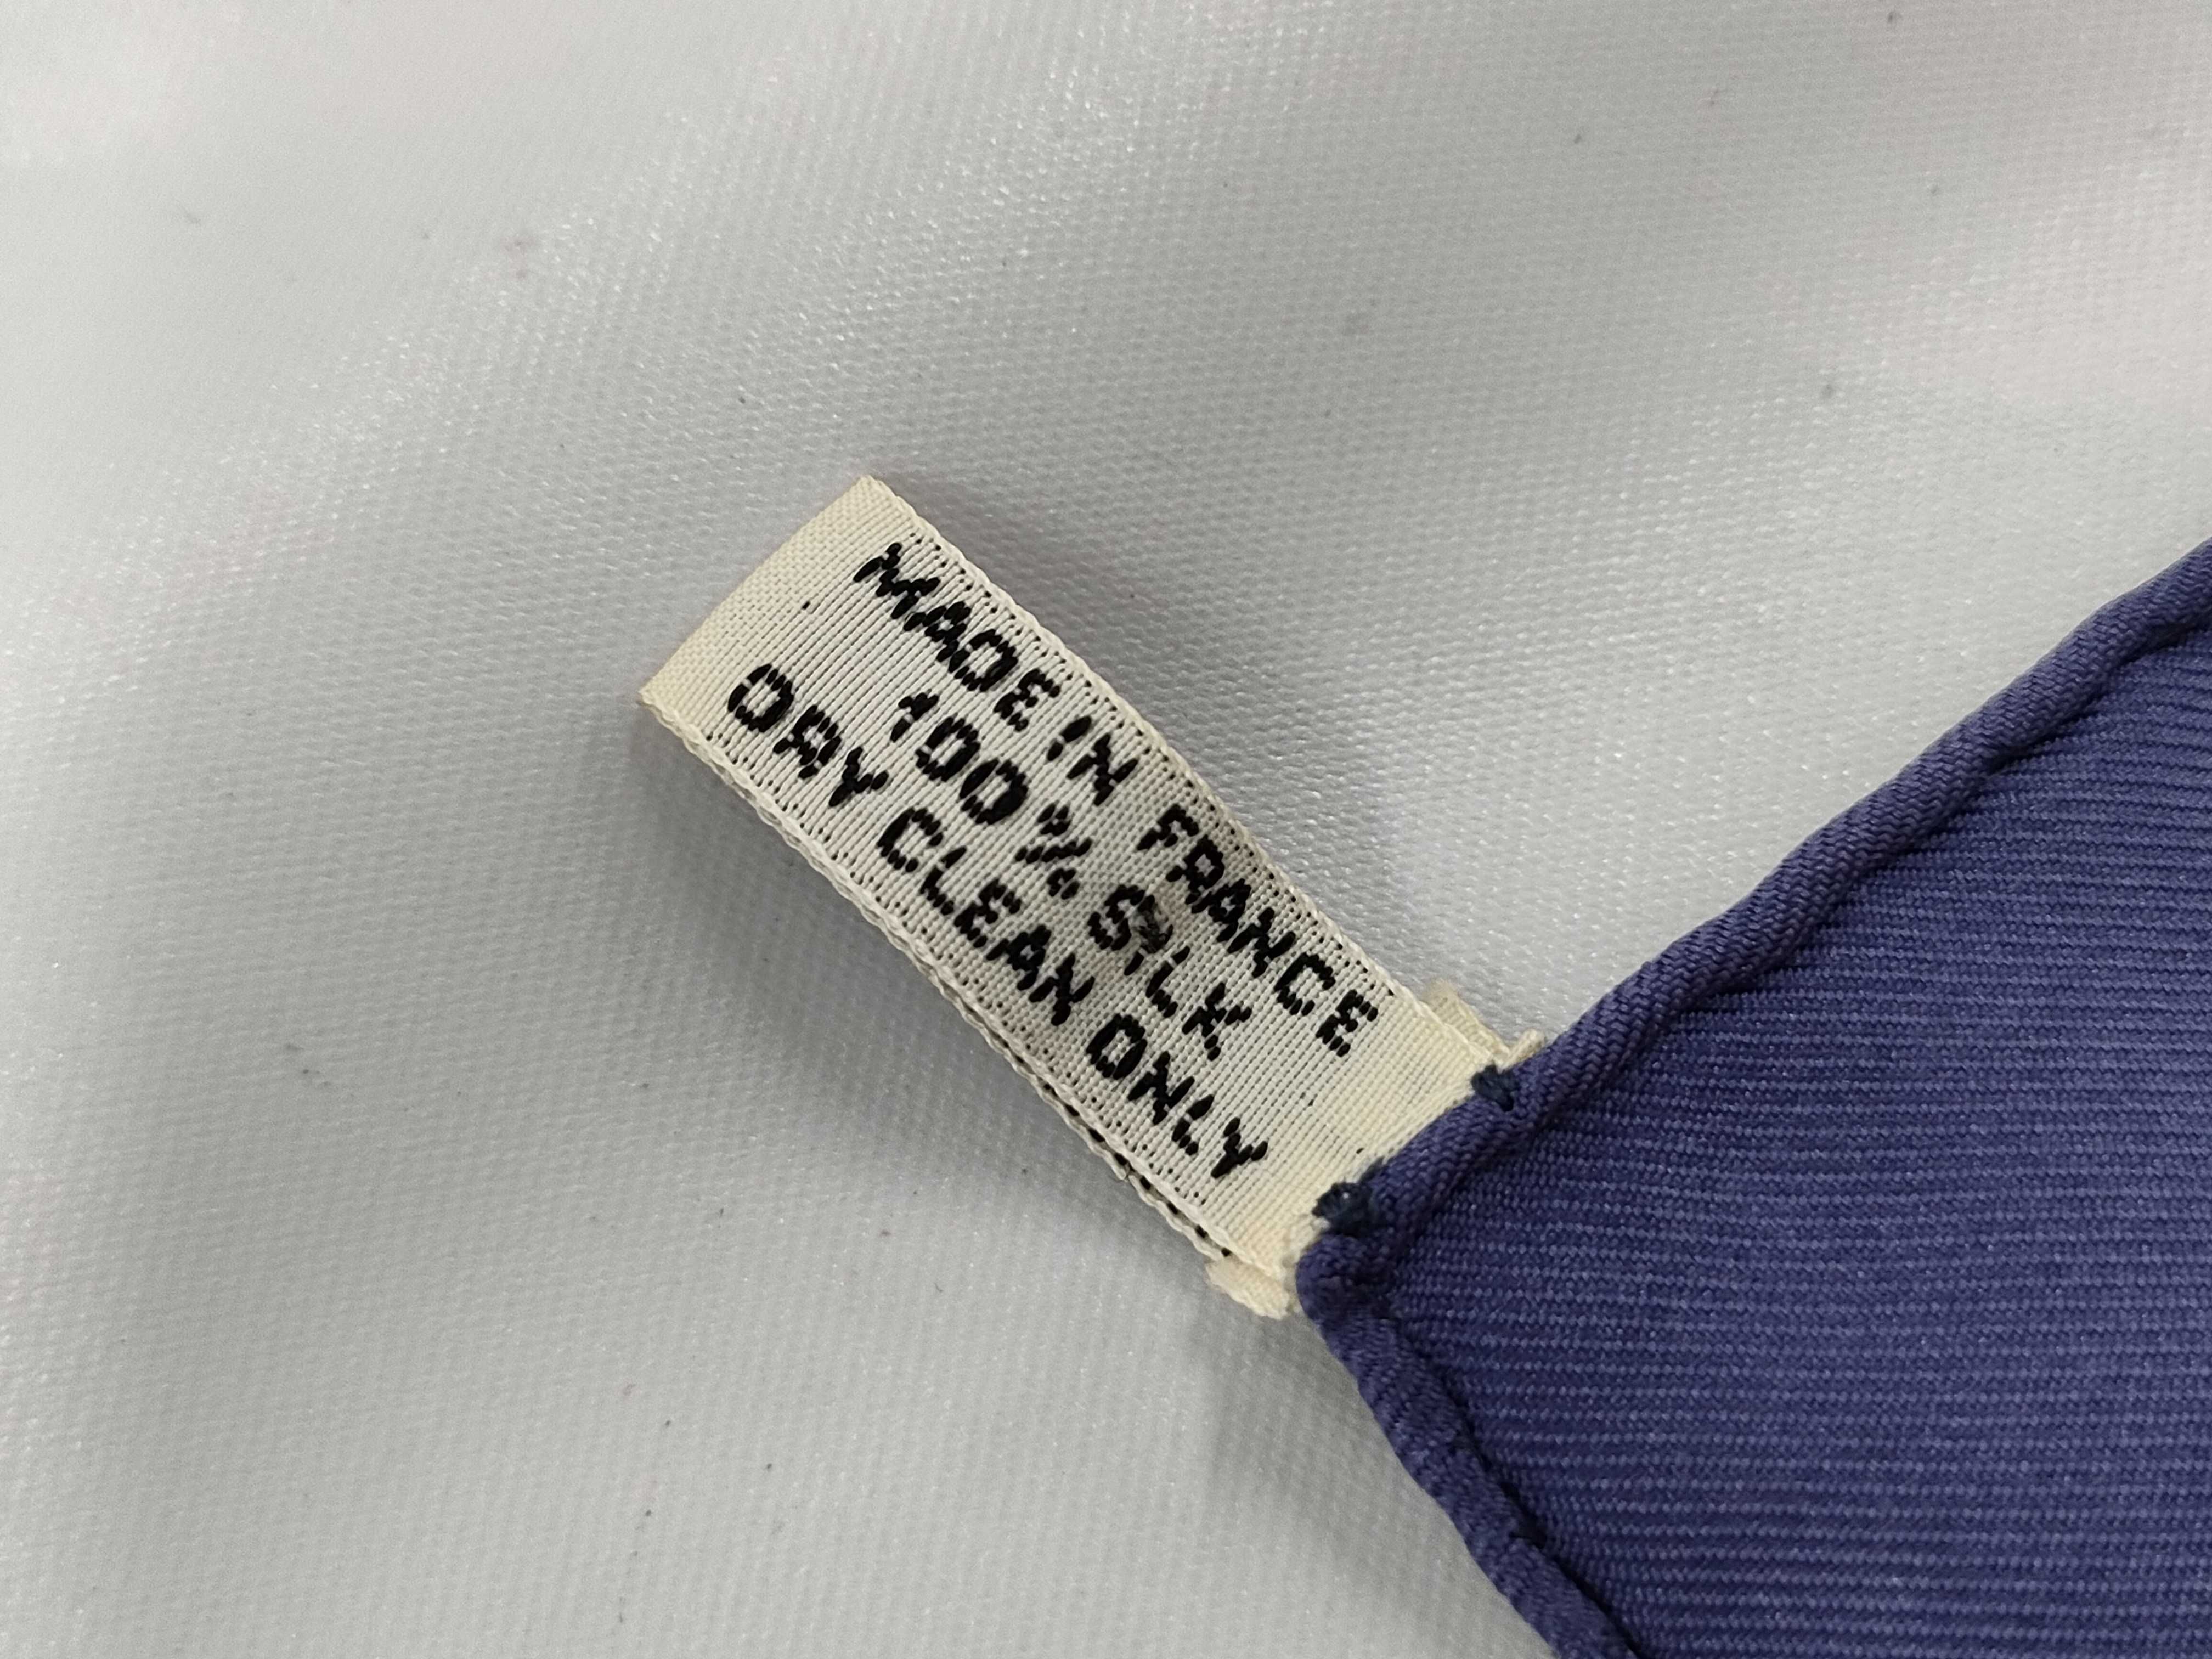 MADE IN FRANCE
100% SILK
DRY CLEAN ONLY